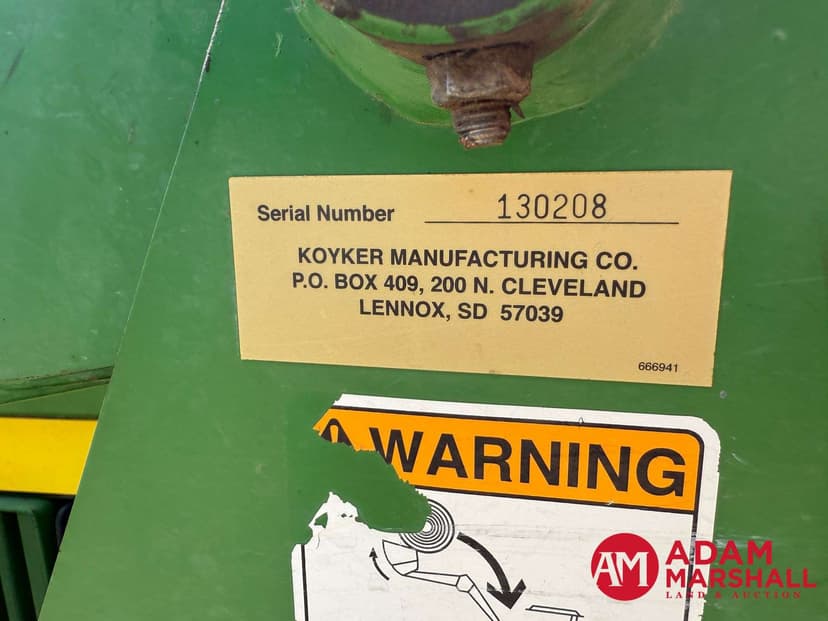 Serial Number 130208
KOYKER MANUFACTURING CO.
P.O. BOX 409, 200 N. CLEVELAND
LENNOX, SD 57039
666941
WARNING
AM ADAM
MARSHALL
LAND & AUCTION